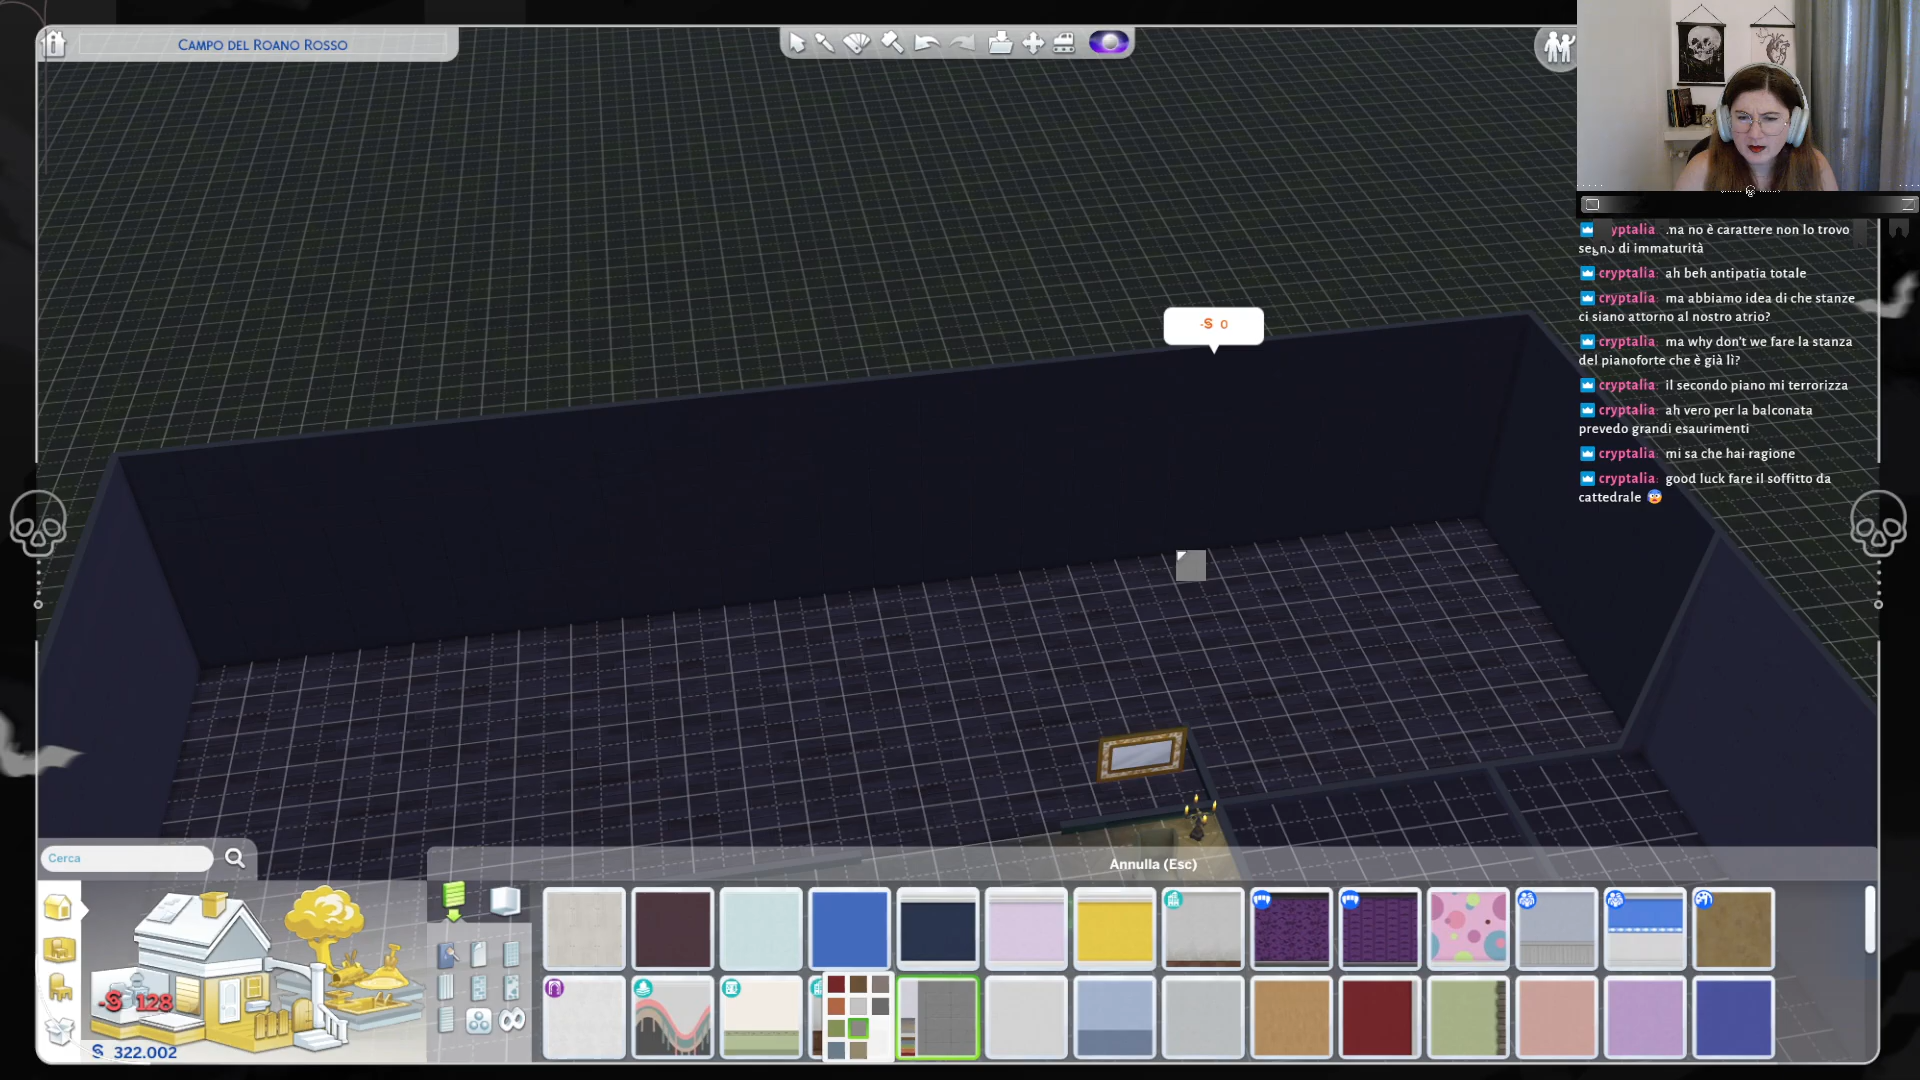 CAMPO DEL ROANO ROSSO
-§ 0
yptalia ma no è carattere non lo trovo
segno di immaturità
cryptalia: ah beh antipatia totale
cryptalia: ma abbiamo idea di che stanze
ci siano attorno al nostro atrio?
cryptalia: ma why don't we fare la stanza
del pianoforte che è già lì?
cryptalia: il secondo piano mi terrorizza
cryptalia: ah vero per la balconata
prevedo grandi esaurimenti
cryptalia: mi sa che hai ragione
cryptalia: good luck fare il soffitto da
cattedrale 😨
Cerca
Annulla (Esc)
-§ 128
§ 322.002